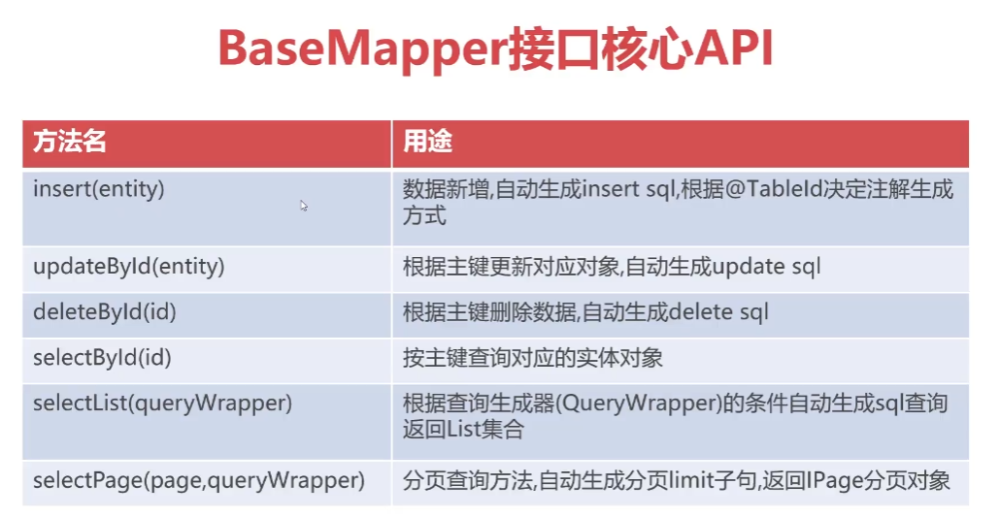 BaseMapper接口核心API
方法名 用途
insert(entity) 数据新增,自动生成insert sql,根据@TableId决定注解生成
方式
updateById(entity) 根据主键更新对应对象,自动生成update sql
deleteById(id) 根据主键删除数据,自动生成delete sql
selectById(id) 按主键查询对应的实体对象
selectList(queryWrapper) 根据查询生成器(QueryWrapper)的条件自动生成sql查询
返回List集合
selectPage(page,queryWrapper) 分页查询方法,自动生成分页limit子句,返回IPage分页对象